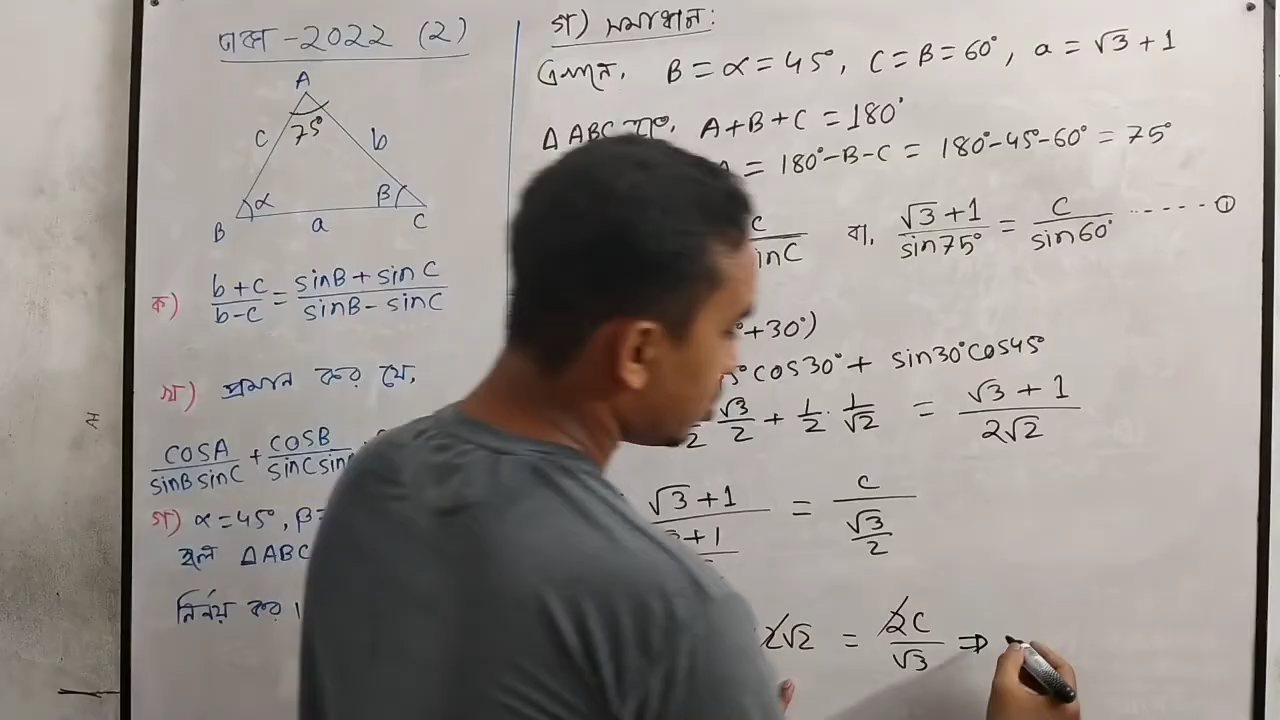 ঢাকা -2022 (2)
A
75°
c
b
α
β
B
a
C
ক) b+c/b-c = sinB + sin C/sinB - sinC
খ) প্রমাণ কর যে,
cosA/sinB sinC + cosB/sinC sin
গ) α = 45°, β =
হলে ΔABC
নির্ণয় কর।
গ) সমাধান:
এখানে, B = α = 45°, C = β = 60°, a = √3 + 1
Δ ABC A + B + C = 180°
A = 180° - B - C = 180° - 45° - 60° = 75°
c/sinC বা, √3 + 1/sin75° = c/sin60° ------ ①
+ 30°)
cos30° + sin30° cos45°
√3/2 + 1/2 · 1/√2 = √3 + 1/2√2
√3 + 1/3 + 1 = c/√3/2
2√2 = 2c/√3 ⇒